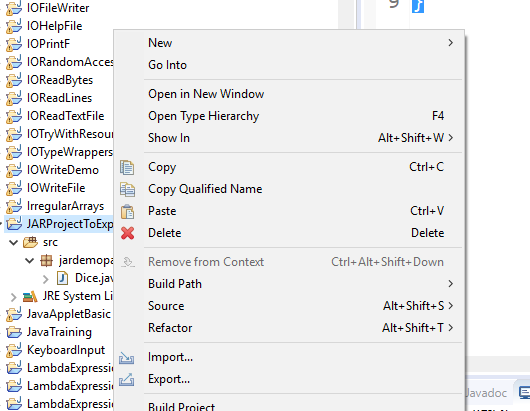 IOFileWriter
IOHelpFile
IOPrintF
IORandomAcces
IOReadBytes
IOReadLines
IOReadTextFile
IOTryWithResour
IOTypeWrappers
IOWriteDemo
IOWriteFile
IrregularArrays
JARProjectToExp
src
jardemopa
Dice.jav
JRE System Li
JavaAppletBasic
JavaTraining
KeyboardInput
LambdaExpressio
LambdaExpressio
LambdaExpressio
9 }
New
Go Into
Open in New Window
Open Type Hierarchy F4
Show In Alt+Shift+W
Copy Ctrl+C
Copy Qualified Name
Paste Ctrl+V
Delete Delete
Remove from Context Ctrl+Alt+Shift+Down
Build Path
Source Alt+Shift+S
Refactor Alt+Shift+T
Import...
Export...
Build Project
Javadoc